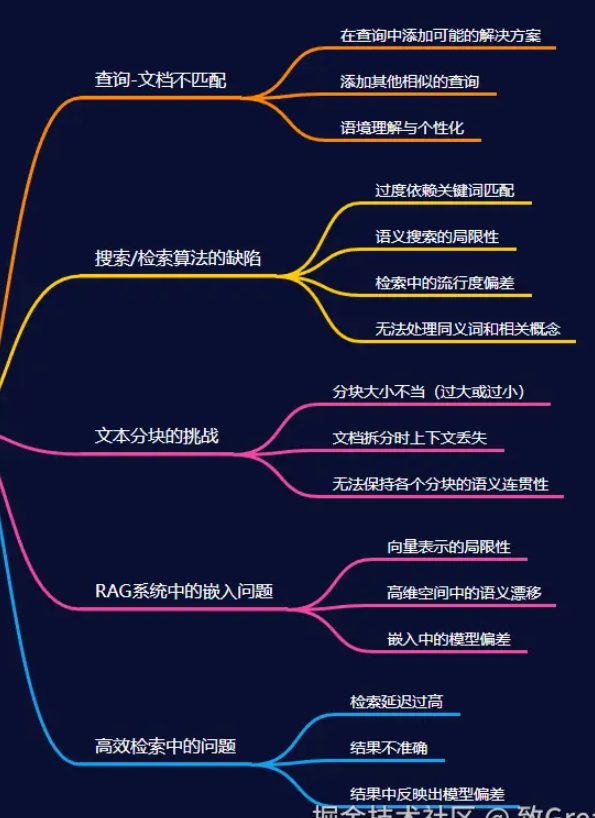 查询-文档不匹配
在查询中添加可能的解决方案
添加其他相似的查询
语境理解与个性化
搜索/检索算法的缺陷
过度依赖关键词匹配
语义搜索的局限性
检索中的流行度偏差
无法处理同义词和相关概念
文本分块的挑战
分块大小不当（过大或过小）
文档拆分时上下文丢失
无法保持各个分块的语义连贯性
RAG系统中的嵌入问题
向量表示的局限性
高维空间中的语义漂移
嵌入中的模型偏差
高效检索中的问题
检索延迟过高
结果不准确
结果中反映出模型偏差
掘金技术社区 @ 致Grea